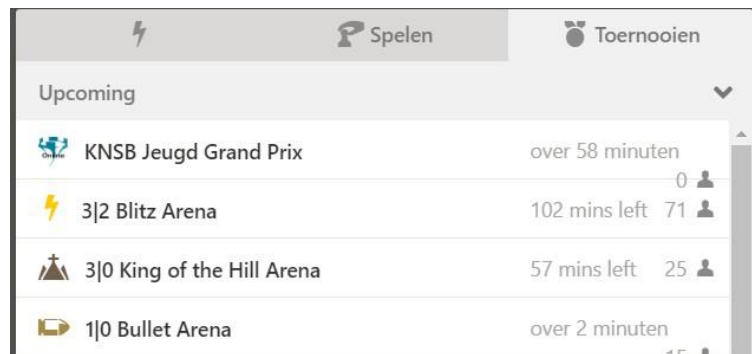 Spelen
Toernooien
Upcoming
Online
KNSB Jeugd Grand Prix
over 58 minuten
0
3|2 Blitz Arena
102 mins left 71
3|0 King of the Hill Arena
57 mins left 25
1|0 Bullet Arena
over 2 minuten